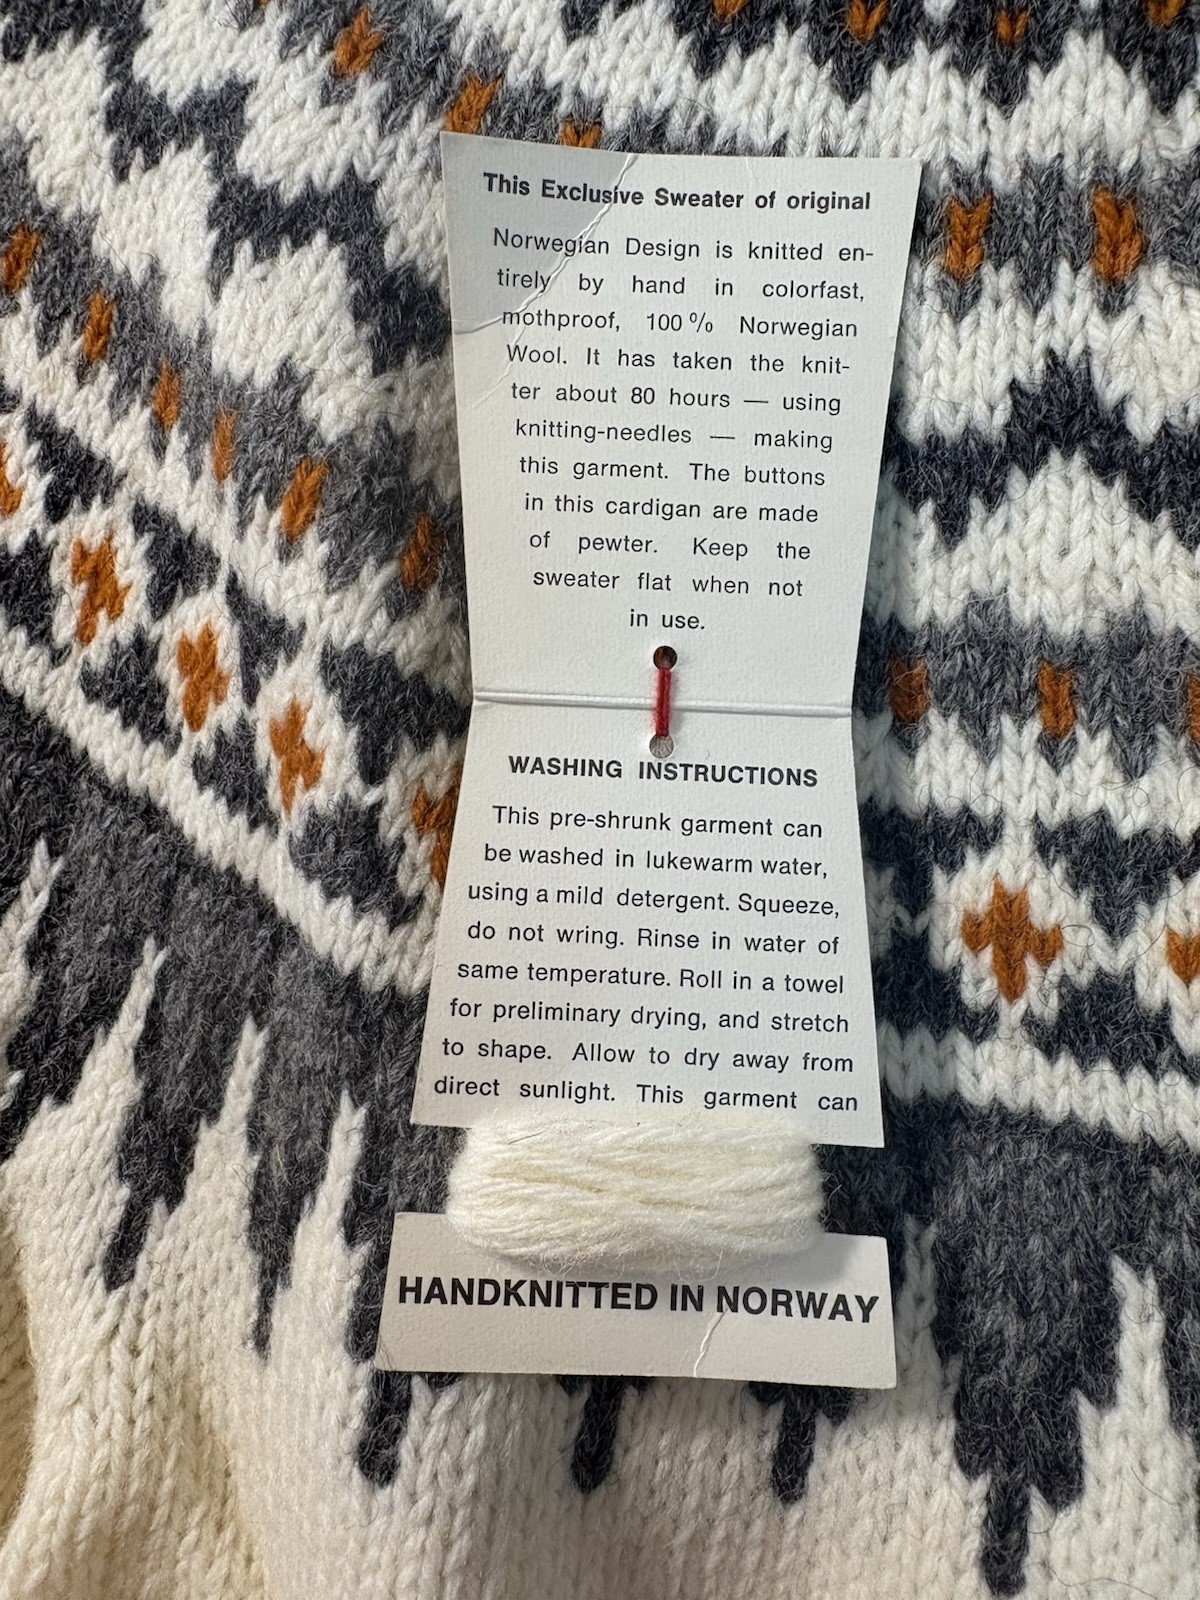 This Exclusive Sweater of original
Norwegian Design is knitted en-
tirely by hand in colorfast,
mothproof, 100% Norwegian
Wool. It has taken the knit-
ter about 80 hours — using
knitting-needles — making
this garment. The buttons
in this cardigan are made
of pewter. Keep the
sweater flat when not
in use.
WASHING INSTRUCTIONS
This pre-shrunk garment can
be washed in lukewarm water,
using a mild detergent. Squeeze,
do not wring. Rinse in water of
same temperature. Roll in a towel
for preliminary drying, and stretch
to shape. Allow to dry away from
direct sunlight. This garment can
HANDKNITTED IN NORWAY